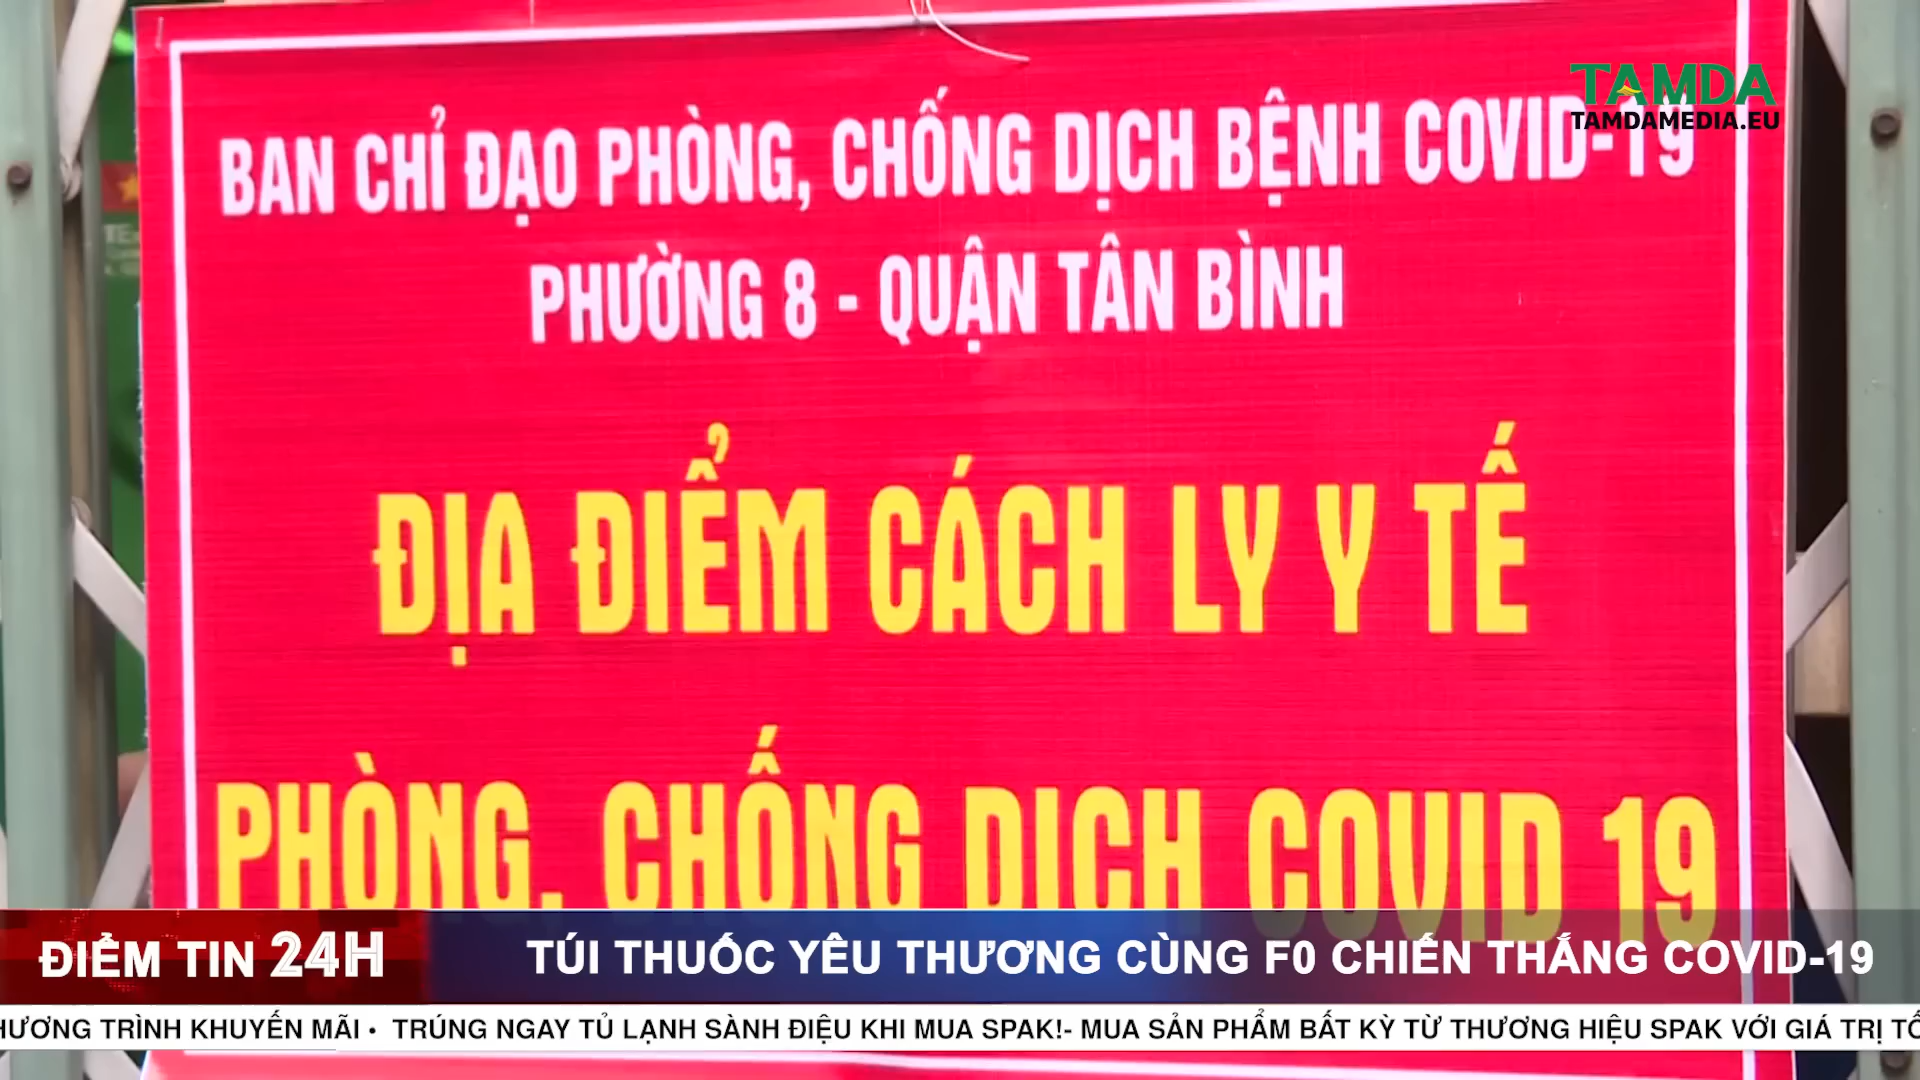 TAMDA
TAMDAMEDIA.EU
BAN CHỈ ĐẠO PHÒNG, CHỐNG DỊCH BỆNH COVID-19
PHƯỜNG 8 - QUẬN TÂN BÌNH
ĐỊA ĐIỂM CÁCH LY Y TẾ
PHÒNG, CHỐNG DỊCH COVID 19
ĐIỂM TIN 24H
TÚI THUỐC YÊU THƯƠNG CÙNG F0 CHIẾN THẮNG COVID-19
HƯƠNG TRÌNH KHUYẾN MÃI • TRÚNG NGAY TỦ LẠNH SÀNH ĐIỆU KHI MUA SPAK!- MUA SẢN PHẨM BẤT KỲ TỪ THƯƠNG HIỆU SPAK VỚI GIÁ TRỊ TỐ